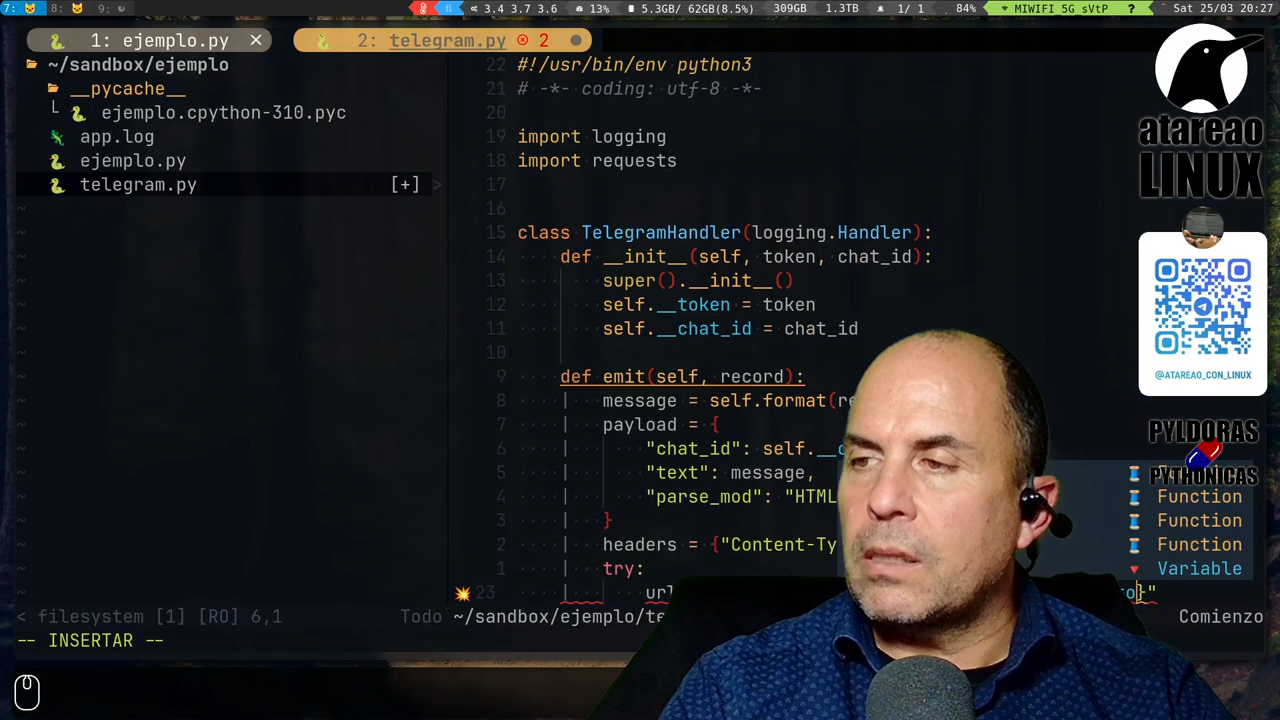 7: 8: 9: 3.4 3.7 3.6 13% 5.3GB/ 62GB(8.5%) 309GB 1.3TB 1/ 1 84% MIWIFI 5G sVtP ? Sat 25/03 20:27
1: ejemplo.py × 2: telegram.py 2
~/sandbox/ejemplo
__pycache__
ejemplo.cpython-310.pyc
app.log
ejemplo.py
telegram.py [+] >
22 #!/usr/bin/env python3
21 # -*- coding: utf-8 -*-
20
19 import logging
18 import requests
17
16
15 class TelegramHandler(logging.Handler):
14 def __init__(self, token, chat_id):
13 super().__init__()
12 self.__token = token
11 self.__chat_id = chat_id
10
9 def emit(self, record):
8 message = self.format(re
7 payload = {
6 "chat_id": self.__c
5 "text": message,
4 "parse_mod": "HTML
3 }
2 headers = {"Content-Ty
1 try:
23 url to}"
Function
Function
Function
Variable
< filesystem [1] [RO] 6,1 Todo ~/sandbox/ejemplo/te Comienzo
-- INSERTAR --
atareao
LINUX
@ATAREAO_CON_LINUX
PYLDORAS
PYTHONICAS